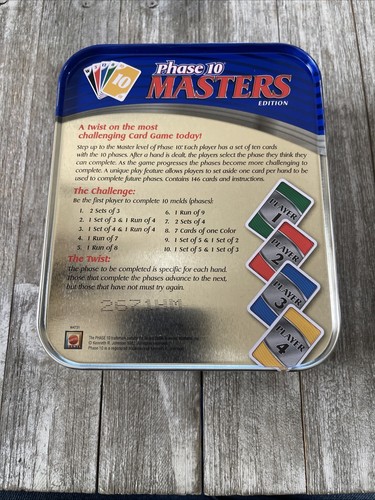 10
Phase 10
MASTERS
EDITION
A twist on the most
challenging Card Game today!
Step up to the Master level of Phase 10! Each player has a set of ten cards
with the 10 phases. After a hand is dealt, the players select the phase they think they
can complete. As the game progresses the phases become more challenging to
complete. A unique play feature allows players to set aside one card per hand to be
used to complete future phases. Contains 146 cards and instructions.
The Challenge:
Be the first player to complete 10 melds (phases):
1. 2 Sets of 3
2. 1 Set of 3 & 1 Run of 4
3. 1 Set of 4 & 1 Run of 4
4. 1 Run of 7
5. 1 Run of 8
6. 1 Run of 9
7. 2 Sets of 4
8. 7 Cards of one Color
9. 1 Set of 5 & 1 Set of 2
10. 1 Set of 5 & 1 Set of 3
The Twist:
The phase to be completed is specific for each hand.
Those that complete the phases advance to the next,
but those that have not must try again.
PLAYER
1
PLAYER
2
PLAYER
3
PLAYER
4